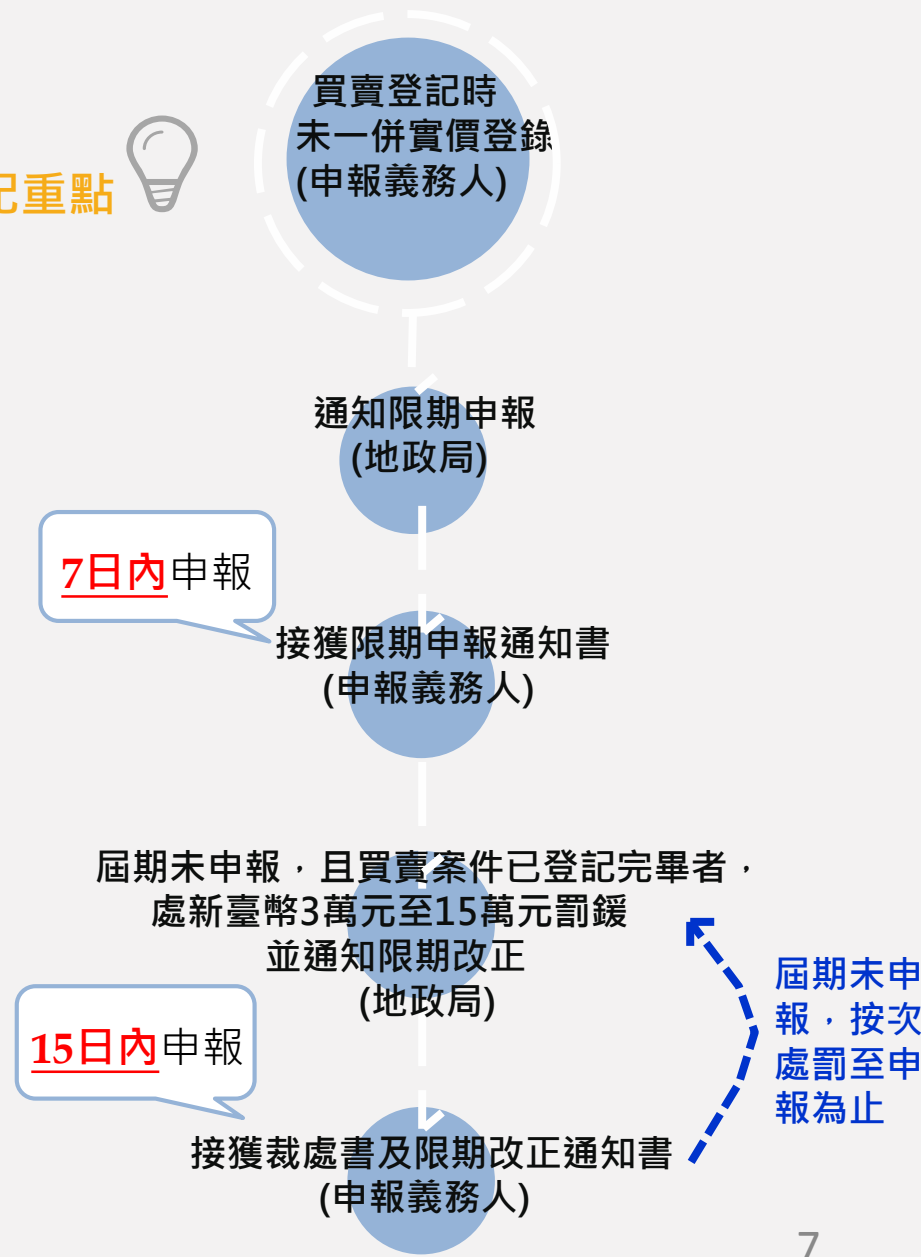 買賣登記時
未一併實價登錄
(申報義務人)
記重點
通知限期申報
(地政局)
7日內申報
接獲限期申報通知書
(申報義務人)
屆期未申報，且買賣案件已登記完畢者，
處新臺幣3萬元至15萬元罰鍰
並通知限期改正
(地政局)
屆期未申
報，按次
處罰至申
報為止
15日內申報
接獲裁處書及限期改正通知書
(申報義務人)
7